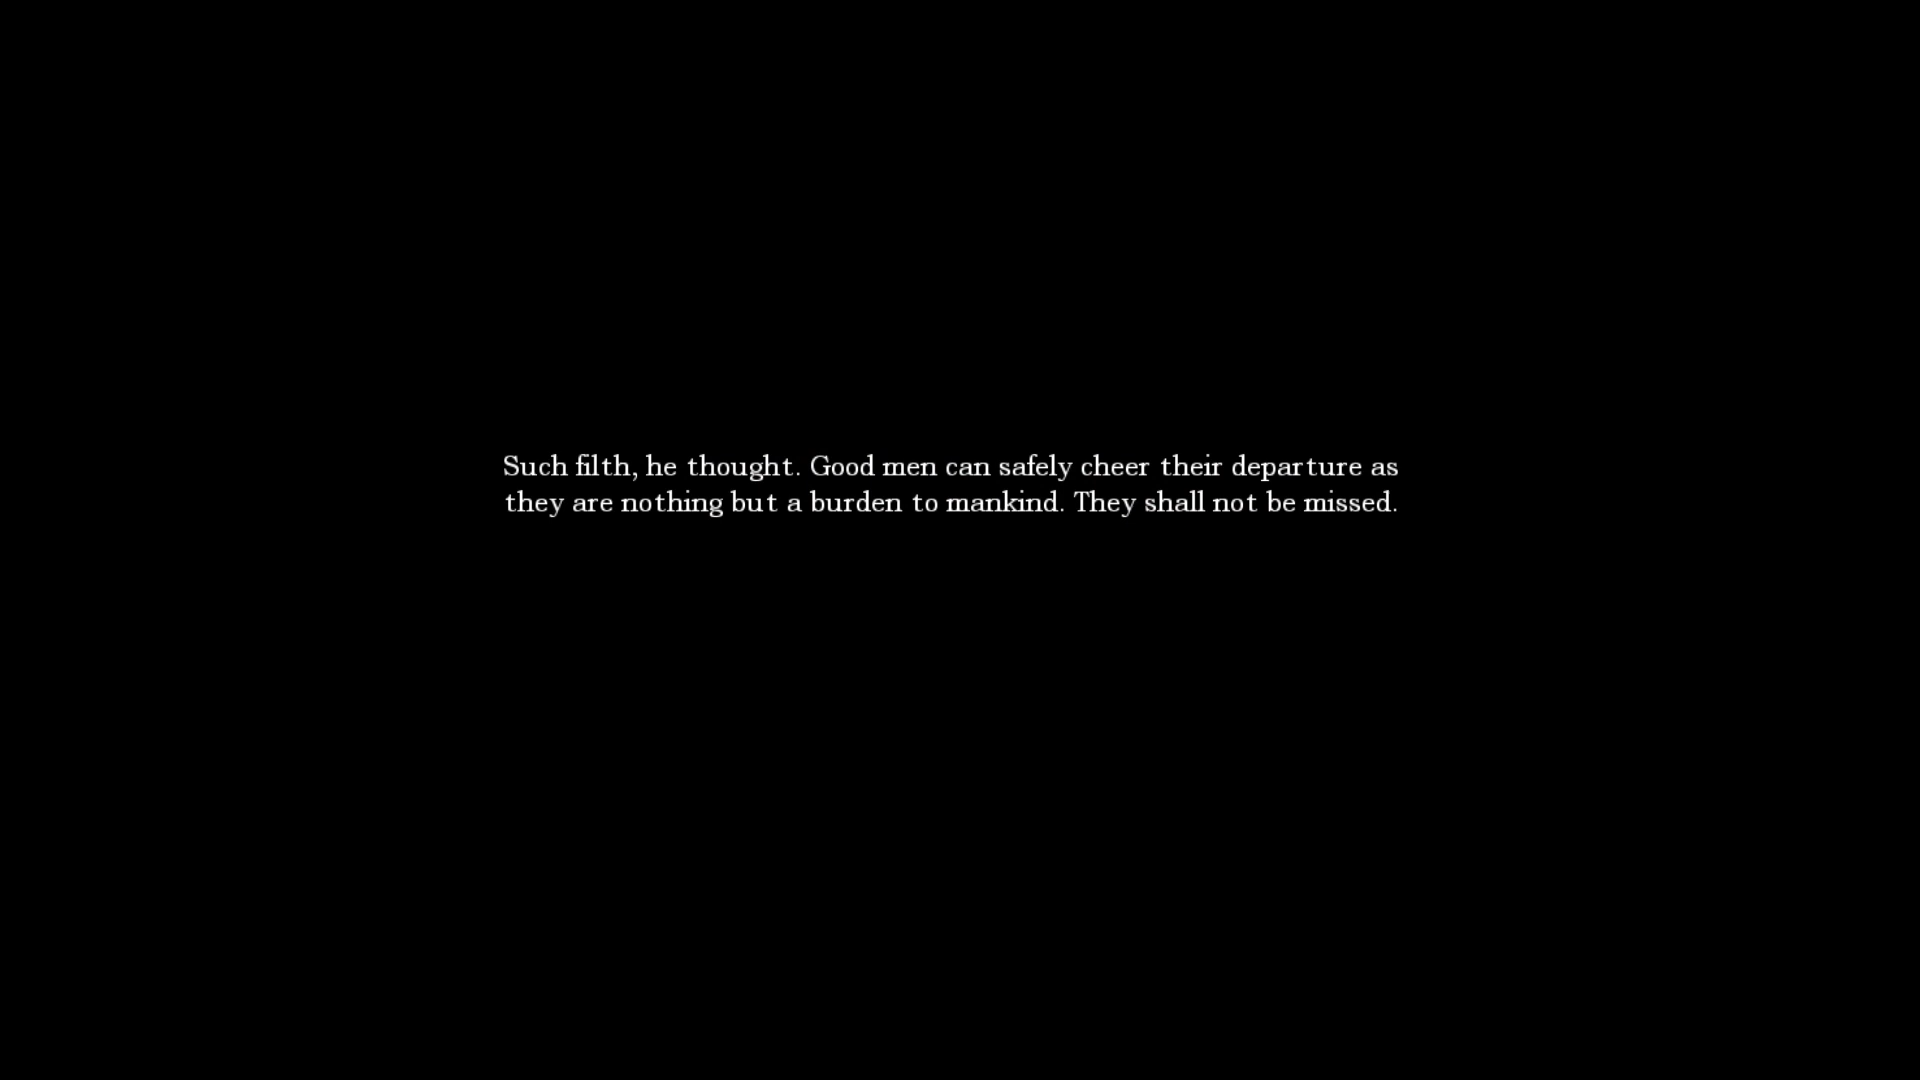 Such filth, he thought. Good men can safely cheer their departure as
they are nothing but a burden to mankind. They shall not be missed.